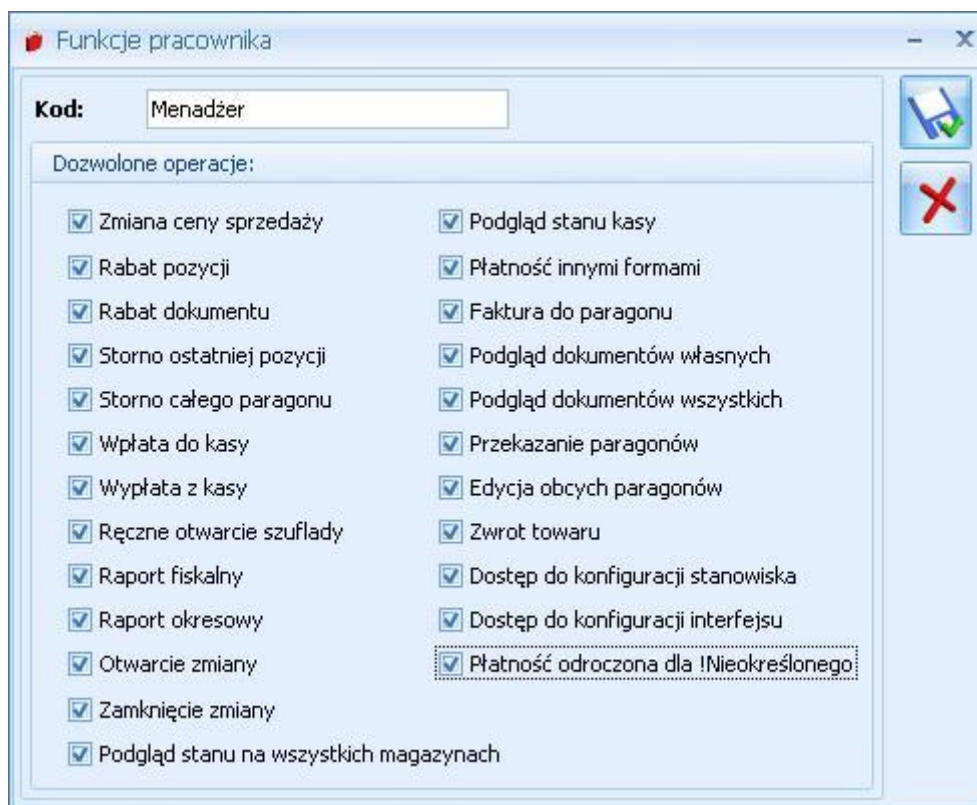 Funkcje pracownika
Kod: Menadżer
Dozwolone operacje:
Zmiana ceny sprzedaży
Rabat pozycji
Rabat dokumentu
Storno ostatniej pozycji
Storno całego paragonu
Wpłata do kasy
Wypłata z kasy
Ręczne otwarcie szuflady
Raport fiskalny
Raport okresowy
Otwarcie zmiany
Zamknięcie zmiany
Podgląd stanu na wszystkich magazynach
Podgląd stanu kasy
Płatność innymi formami
Faktura do paragonu
Podgląd dokumentów własnych
Podgląd dokumentów wszystkich
Przekazanie paragonów
Edycja obcych paragonów
Zwrot towaru
Dostęp do konfiguracji stanowiska
Dostęp do konfiguracji interfejsu
Płatność odroczona dla !Nieokreślonego